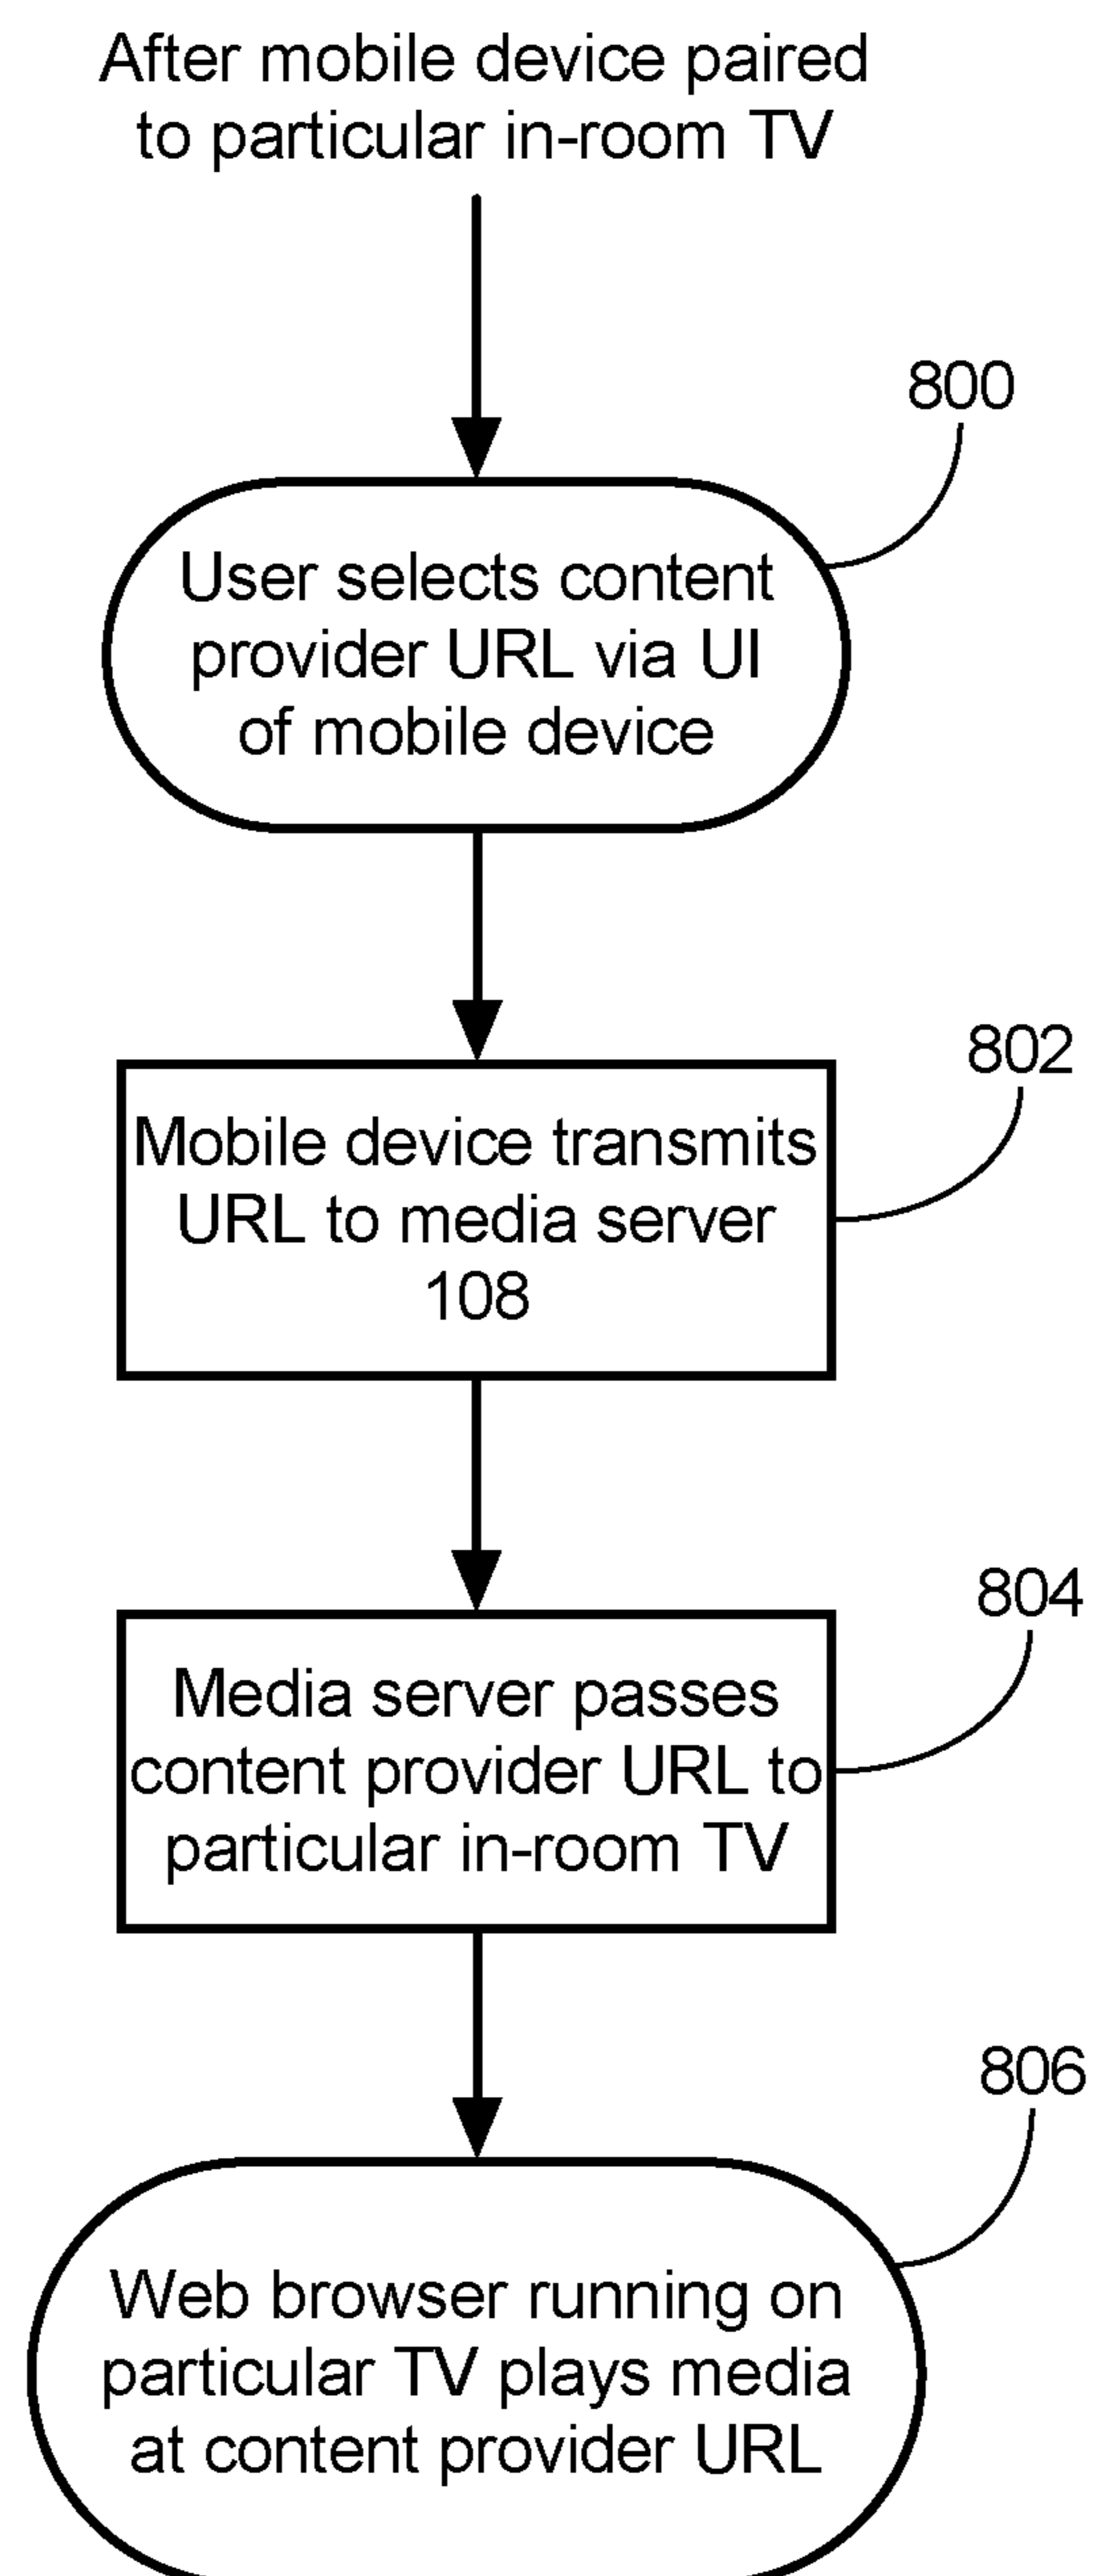 After mobile device paired
to particular in-room TV
800
User selects content
provider URL via UI
of mobile device
802
Mobile device transmits
URL to media server
108
804
Media server passes
content provider URL to
particular in-room TV
806
Web browser running on
particular TV plays media
at content provider URL